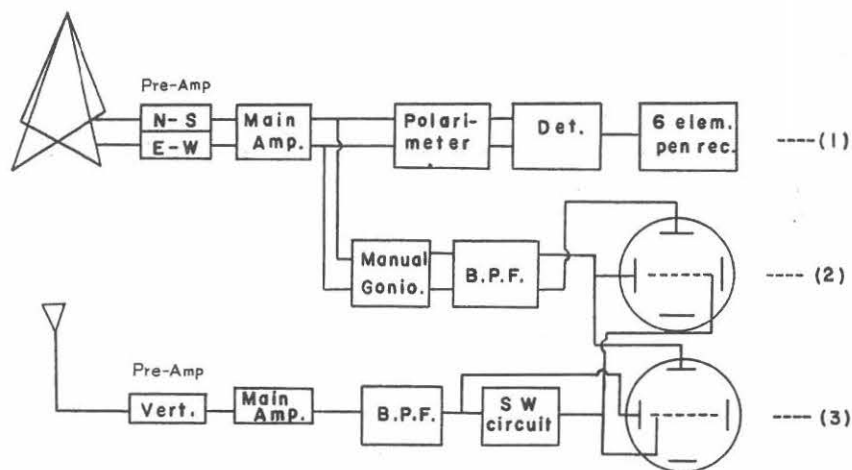 Pre-Amp
N-S
E-W
Main
Amp.
Polari-
meter
Det.
6 elem.
pen rec.
----(1)
Manual
Gonio.
B.P.F.
----(2)
Pre-Amp
Vert.
Main
Amp.
B.P.F.
SW
circuit
----(3)